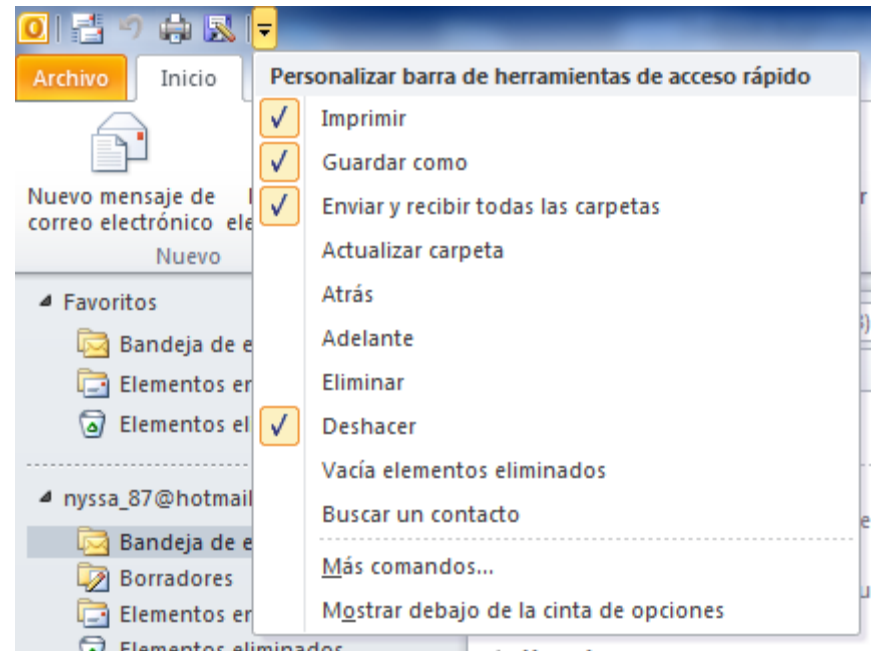 Archivo
Inicio
Personalizar barra de herramientas de acceso rápido
Imprimir
Guardar como
Enviar y recibir todas las carpetas
Actualizar carpeta
Atrás
Adelante
Eliminar
Deshacer
Vacía elementos eliminados
Buscar un contacto
Más comandos...
Mostrar debajo de la cinta de opciones
Nuevo mensaje de
correo electrónico
Nuevo
Favoritos
Bandeja de e
Elementos
Elementos el
nyssa_87@hotmail
Bandeja de e
Borradores
Elementos
Elementos eliminados